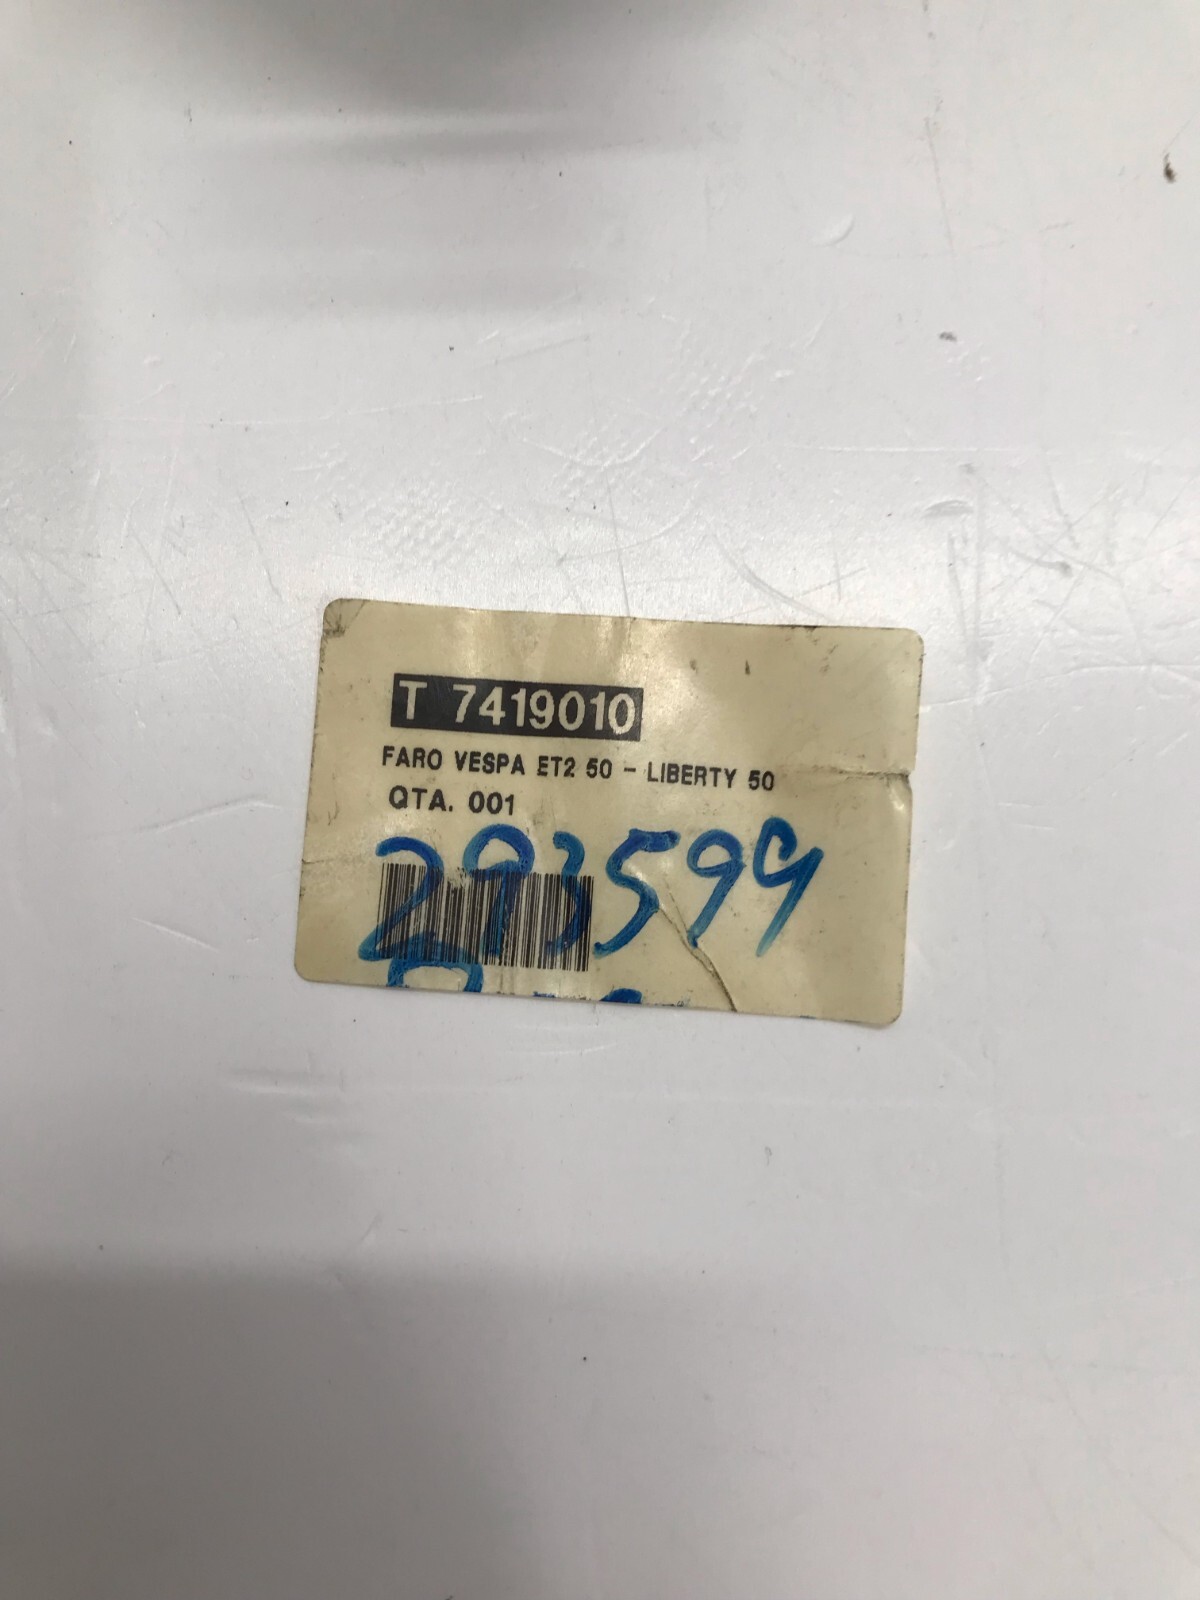 T 7419010
FARO VESPA ET2 50 - LIBERTY 50
QTA. 001
293599